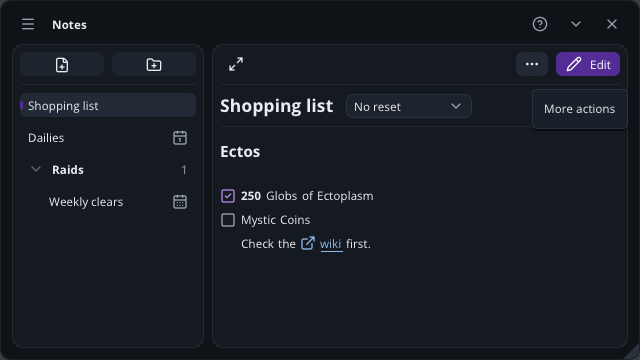 Notes
Edit
Shopping list
Dailies
Raids 1
Weekly clears
Shopping list No reset
More actions
Ectos
250 Globs of Ectoplasm
Mystic Coins
Check the wiki first.